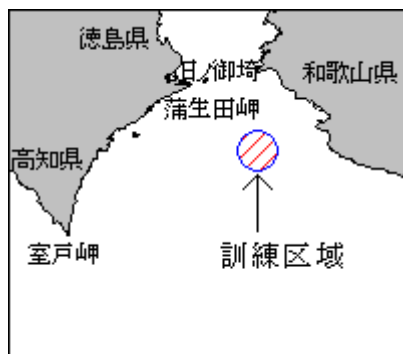 徳島県
日ノ御埼
和歌山県
蒲生田岬
高知県
室戸岬
訓練区域